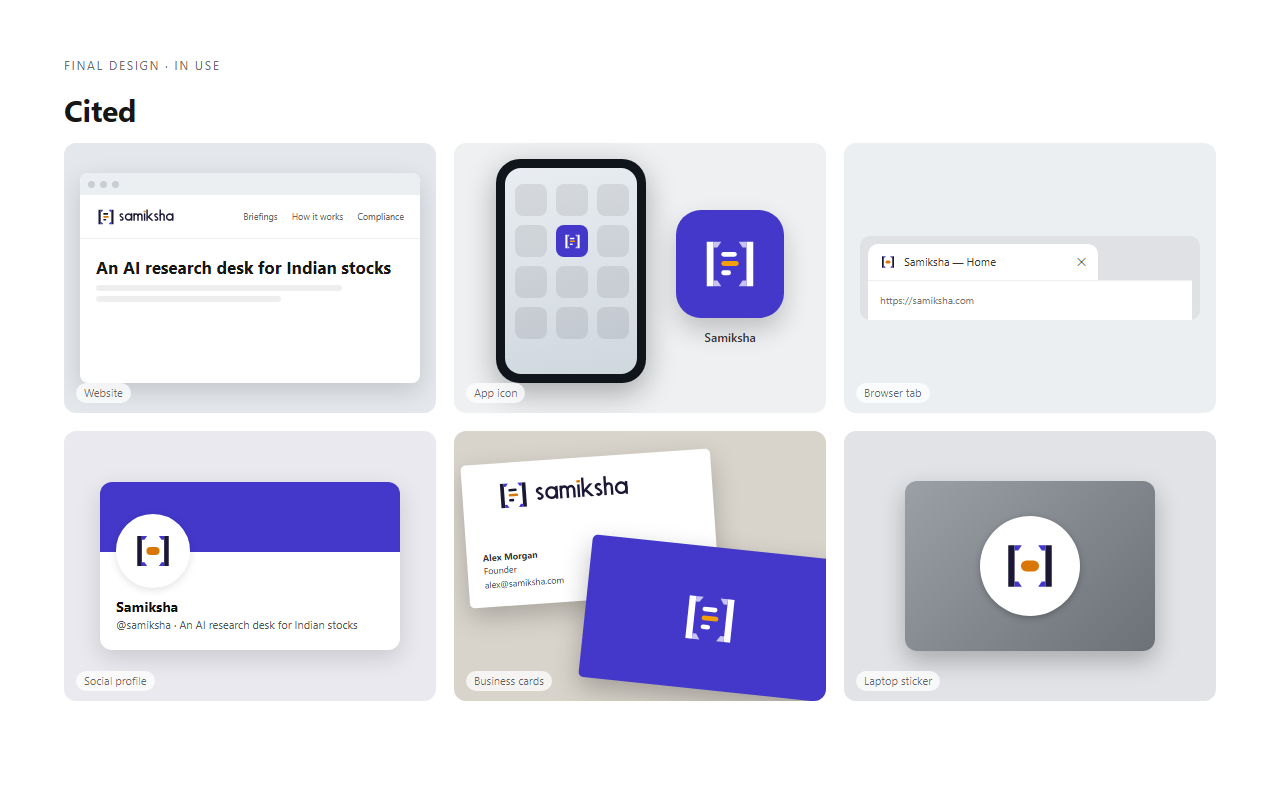 FINAL DESIGN · IN USE
Cited
samiksha
Briefings How it works Compliance
An AI research desk for Indian stocks
Website
Samiksha
App icon
Samiksha — Home
https://samiksha.com
Browser tab
Samiksha
@samiksha · An AI research desk for Indian stocks
Social profile
samiksha
Alex Morgan
Founder
alex@samiksha.com
Business cards
Laptop sticker